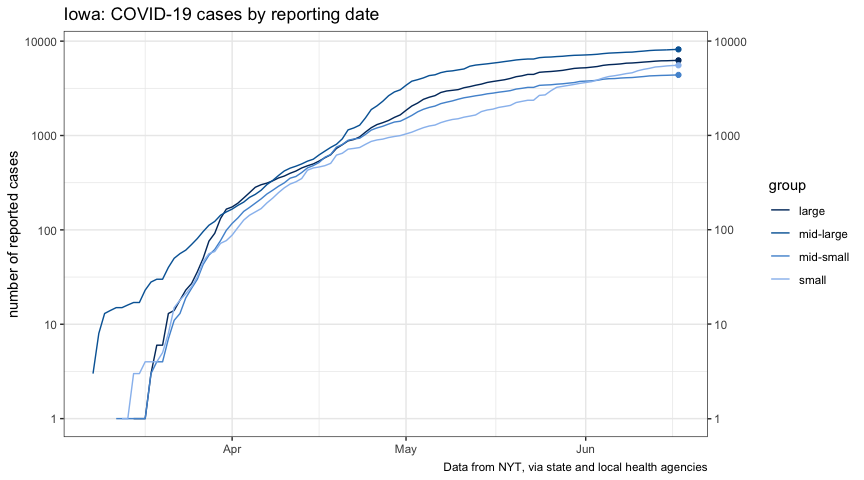 Iowa: COVID-19 cases by reporting date
10000
1000
100
10
1
number of reported cases
10000
1000
100
10
1
Apr
May
Jun
group
large
mid-large
mid-small
small
Data from NYT, via state and local health agencies